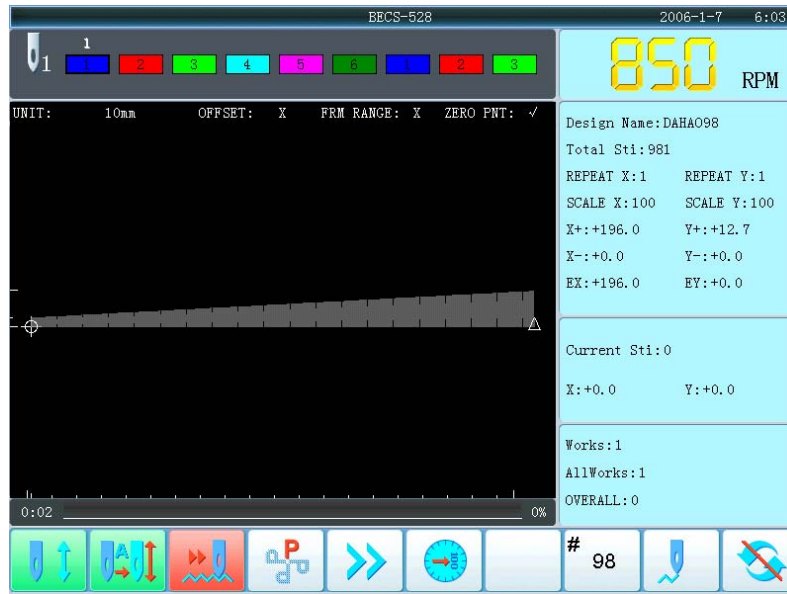 BECS-528 2006-1-7 6:03
1
1 1 2 3 4 5 6 1 2 3
850 RPM
UNIT: 10mm OFFSET: X FRM RANGE: X ZERO PNT: √
Design Name:DAHAO98
Total Sti:981
REPEAT X:1 REPEAT Y:1
SCALE X:100 SCALE Y:100
X+:+196.0 Y+:+12.7
X-:+0.0 Y-:+0.0
EX:+196.0 EY:+0.0
Current Sti:0
X:+0.0 Y:+0.0
Works:1
AllWorks:1
OVERALL:0
0:02 0%
A P 100 # 98